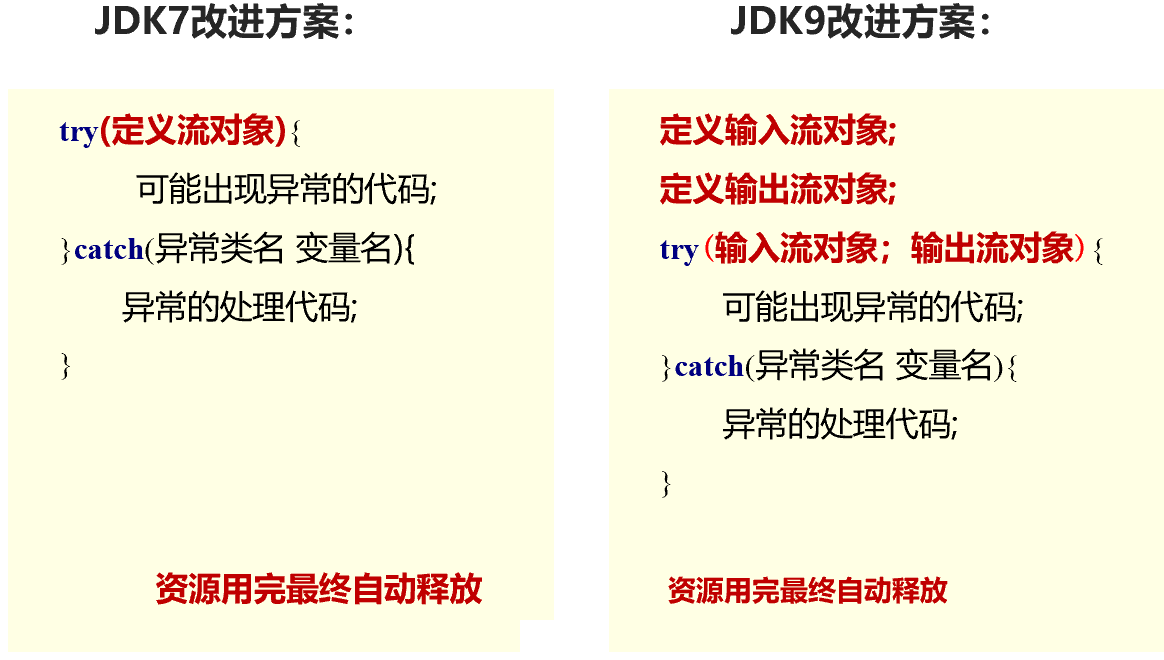 JDK7改进方案：
try(定义流对象){
可能出现异常的代码;
}catch(异常类名 变量名){
异常的处理代码;
}
资源用完最终自动释放
JDK9改进方案：
定义输入流对象;
定义输出流对象;
try(输入流对象；输出流对象){
可能出现异常的代码;
}catch(异常类名 变量名){
异常的处理代码;
}
资源用完最终自动释放